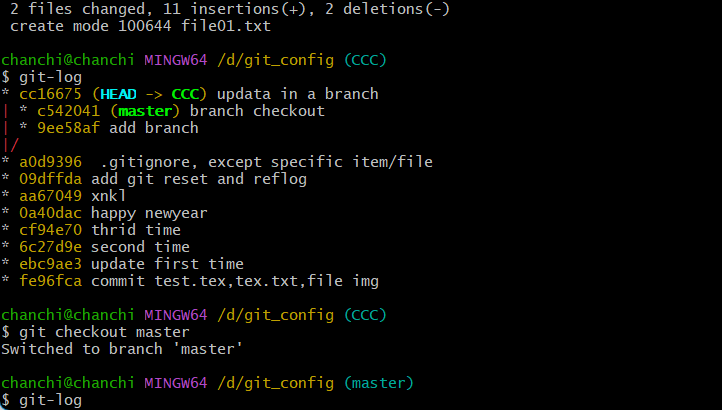 2 files changed, 11 insertions(+), 2 deletions(-)
create mode 100644 file01.txt
chanchi@chanchi MINGW64 /d/git_config (CCC)
$ git-log
* cc16675 (HEAD -> CCC) updata in a branch
| * c542041 (master) branch checkout
| * 9ee58af add branch
|/
* a0d9396  .gitignore, except specific item/file
* 09dffda add git reset and reflog
* aa67049 xnkl
* 0a40dac happy newyear
* cf94e70 thrid time
* 6c27d9e second time
* ebc9ae3 update first time
* fe96fca commit test.tex,tex.txt,file img
chanchi@chanchi MINGW64 /d/git_config (CCC)
$ git checkout master
Switched to branch 'master'
chanchi@chanchi MINGW64 /d/git_config (master)
$ git-log